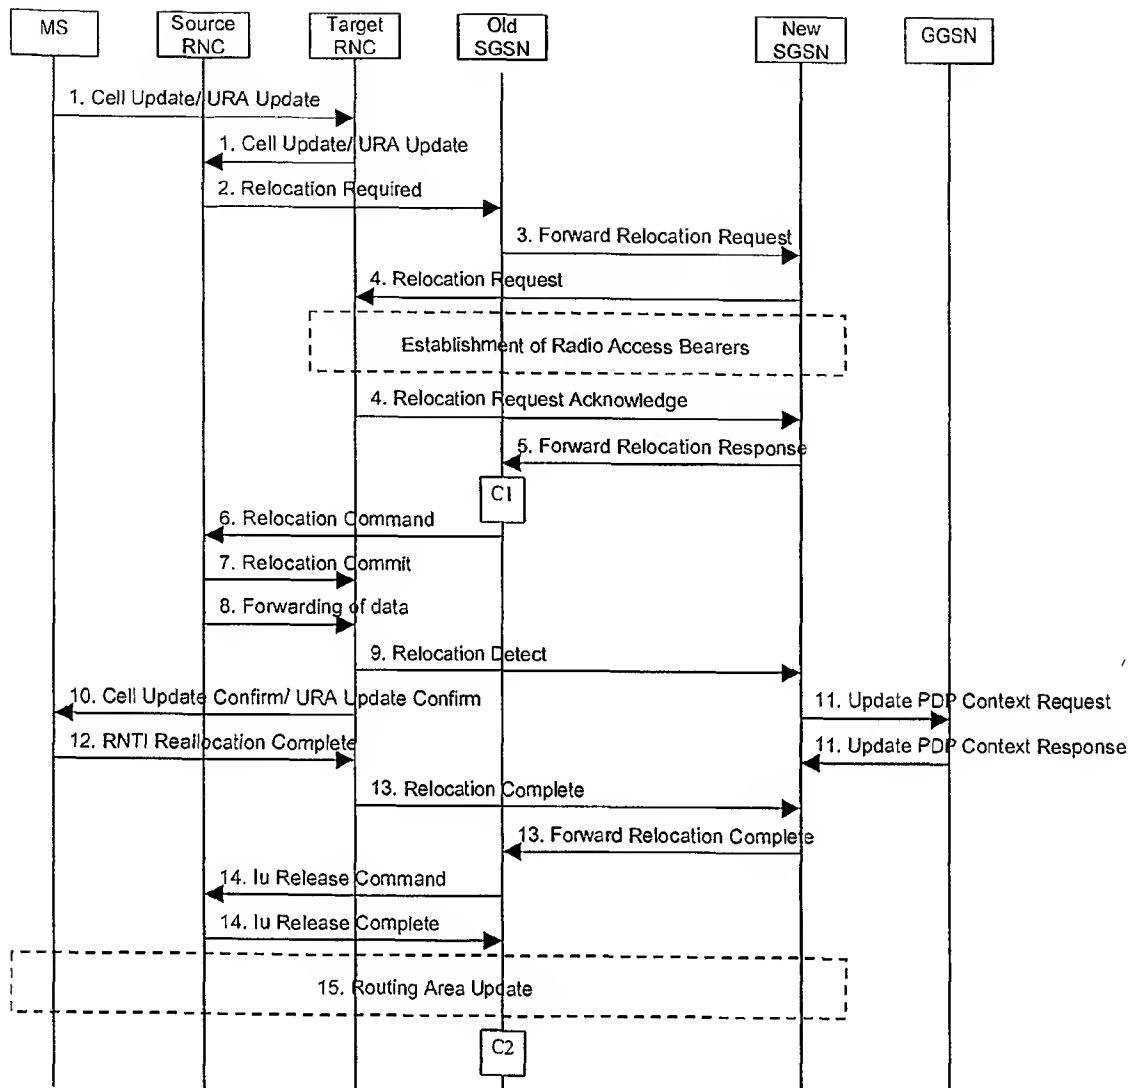 MS
Source
RNC
Target
RNC
Old
SGSN
New
SGSN
GGSN
1. Cell Update/ URA Update
1. Cell Update/ URA Update
2. Relocation Required
3. Forward Relocation Request
4. Relocation Request
Establishment of Radio Access Bearers
4. Relocation Request Acknowledge
5. Forward Relocation Response
C1
6. Relocation Command
7. Relocation Commit
8. Forwarding of data
9. Relocation Detect
10. Cell Update Confirm/ URA Update Confirm
11. Update PDP Context Request
12. RNTI Reallocation Complete
11. Update PDP Context Response
13. Relocation Complete
13. Forward Relocation Complete
14. Iu Release Command
14. Iu Release Complete
15. Routing Area Update
C2